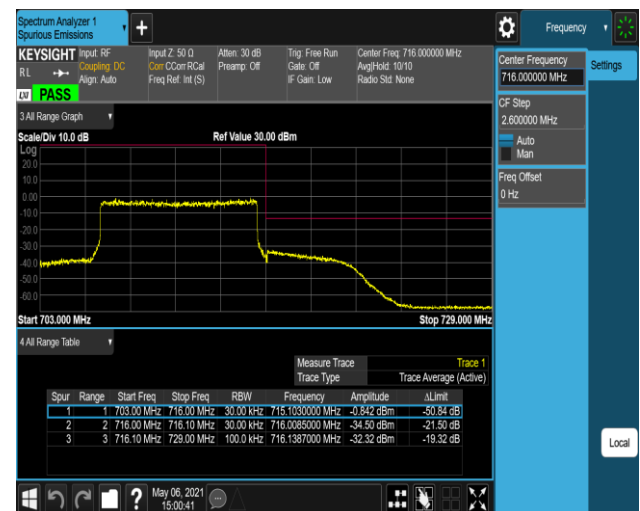 Spectrum Analyzer 1
Spurious Emissions
Frequency
KEYSIGHT
Input: RF
Input Z: 50 Ω
Atten: 30 dB
Trig: Free Run
Center Freq: 716.000000 MHz
RL
Coupling: DC
Corr CCorr RCal
Preamp: Off
Gate: Off
Avg|Hold: 10/10
Align: Auto
Freq Ref: Int (S)
IF Gain: Low
Radio Std: None
LXI
PASS
Center Frequency
716.000000 MHz
Settings
CF Step
2.600000 MHz
Auto
Man
Freq Offset
0 Hz
3 All Range Graph
Scale/Div 10.0 dB
Ref Value 30.00 dBm
Log
20.0
10.0
0.00
-10.0
-20.0
-30.0
-40.0
-50.0
-60.0
Start 703.000 MHz
Stop 729.000 MHz
4 All Range Table
Measure Trace Trace 1
Trace Type Trace Average (Active)
Spur Range Start Freq Stop Freq RBW Frequency Amplitude ΔLimit
1 1 703.00 MHz 716.00 MHz 30.00 kHz 715.1030000 MHz -0.842 dBm -50.84 dB
2 2 716.00 MHz 716.10 MHz 30.00 kHz 716.0085000 MHz -34.50 dBm -21.50 dB
3 3 716.10 MHz 729.00 MHz 100.0 kHz 716.1387000 MHz -32.32 dBm -19.32 dB
Local
May 06, 2021
15:00:41